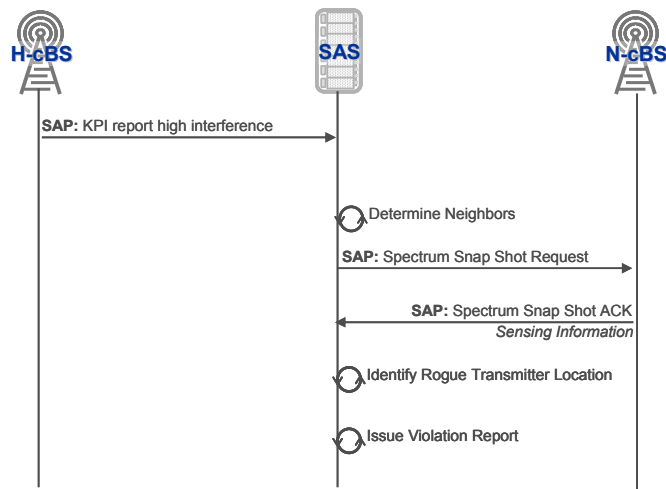 H-cBS
SAS
N-cBS
SAP: KPI report high interference
Determine Neighbors
SAP: Spectrum Snap Shot Request
SAP: Spectrum Snap Shot ACK
Sensing Information
Identify Rogue Transmitter Location
Issue Violation Report